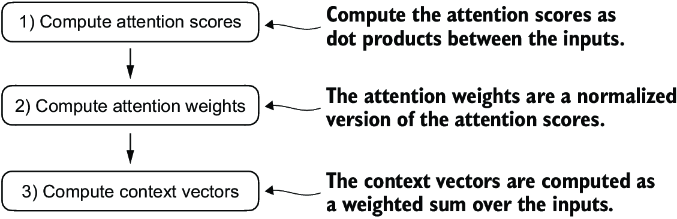 1) Compute attention scores
Compute the attention scores as
dot products between the inputs.
2) Compute attention weights
The attention weights are a normalized
version of the attention scores.
3) Compute context vectors
The context vectors are computed as
a weighted sum over the inputs.